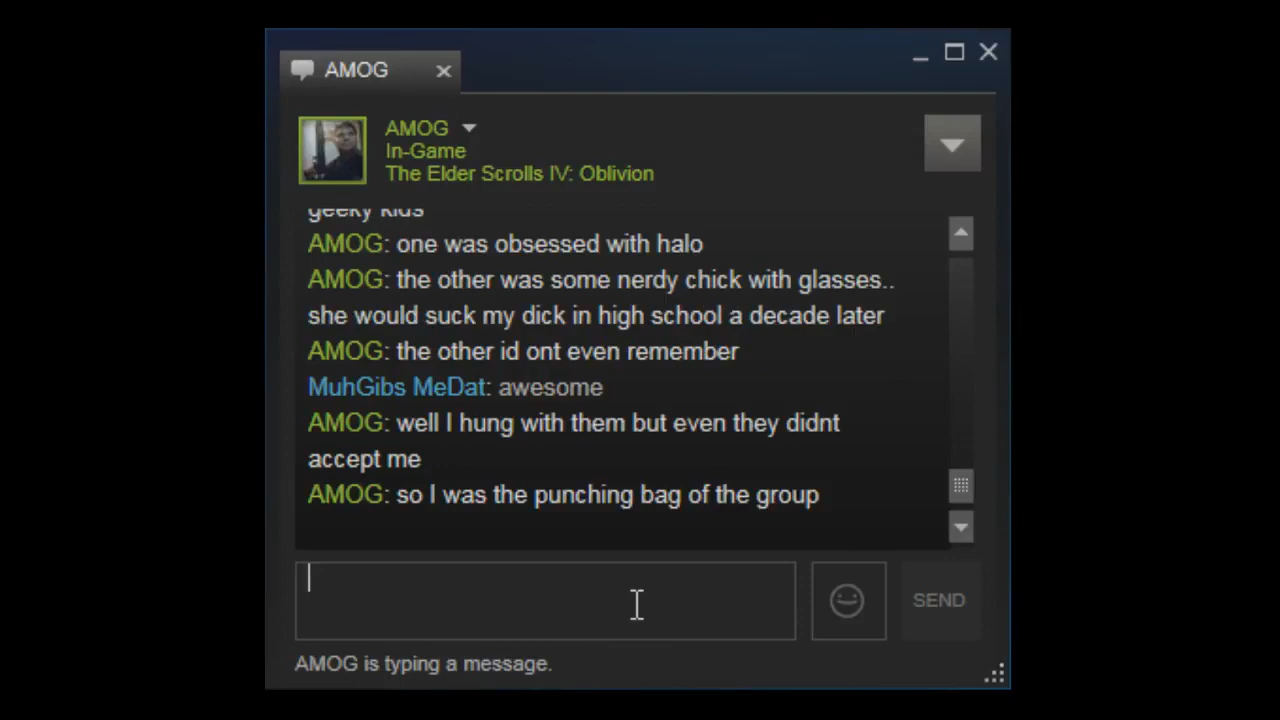 AMOG
AMOG
In-Game
The Elder Scrolls IV: Oblivion
geeky kids
AMOG: one was obsessed with halo
AMOG: the other was some nerdy chick with glasses..
she would suck my dick in high school a decade later
AMOG: the other id ont even remember
MuhGibs MeDat: awesome
AMOG: well I hung with them but even they didnt
accept me
AMOG: so I was the punching bag of the group
SEND
AMOG is typing a message.